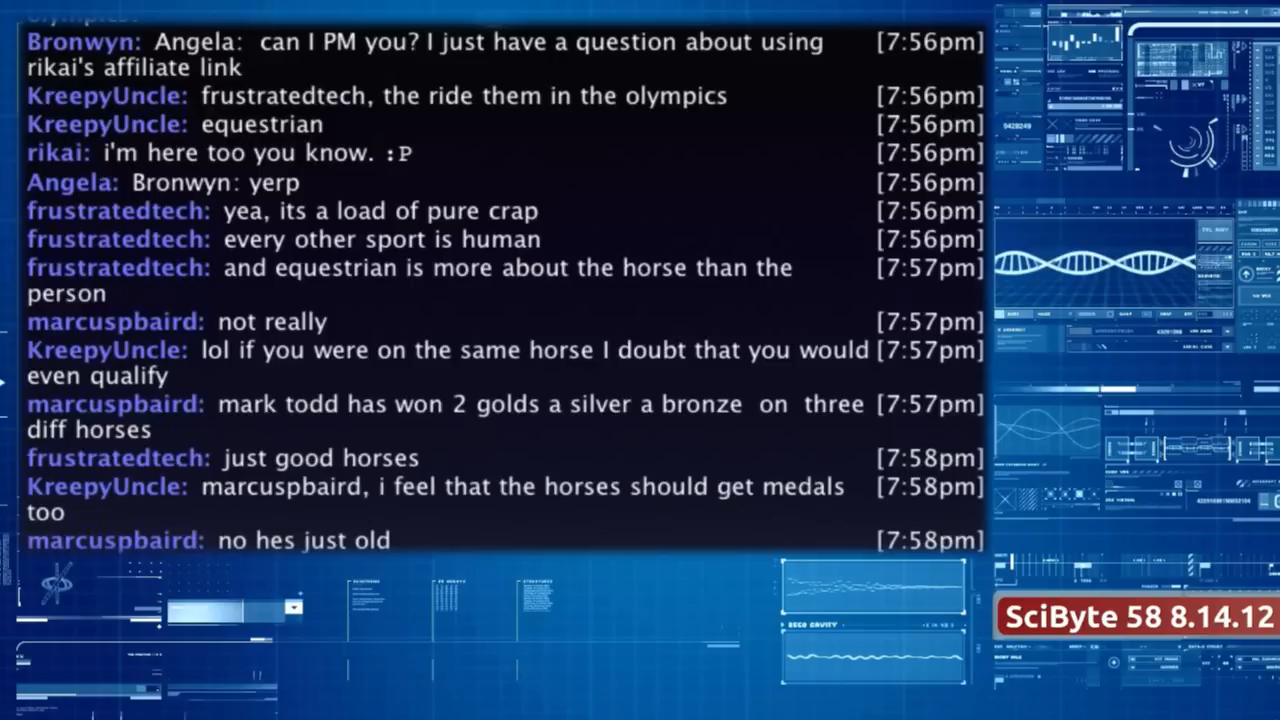 Bronwyn: Angela: can I PM you? I just have a question about using [7:56pm]
rikai's affiliate link
KreepyUncle: frustratedtech, the ride them in the olympics [7:56pm]
KreepyUncle: equestrian [7:56pm]
rikai: i'm here too you know. :P [7:56pm]
Angela: Bronwyn: yerp [7:56pm]
frustratedtech: yea, its a load of pure crap [7:56pm]
frustratedtech: every other sport is human [7:56pm]
frustratedtech: and equestrian is more about the horse than the [7:57pm]
person
marcuspbaird: not really [7:57pm]
KreepyUncle: lol if you were on the same horse I doubt that you would [7:57pm]
even qualify
marcuspbaird: mark todd has won 2 golds a silver a bronze on three [7:57pm]
diff horses
frustratedtech: just good horses [7:58pm]
KreepyUncle: marcuspbaird, i feel that the horses should get medals [7:58pm]
too
marcuspbaird: no hes just old [7:58pm]
9428249
SciByte 58 8.14.12